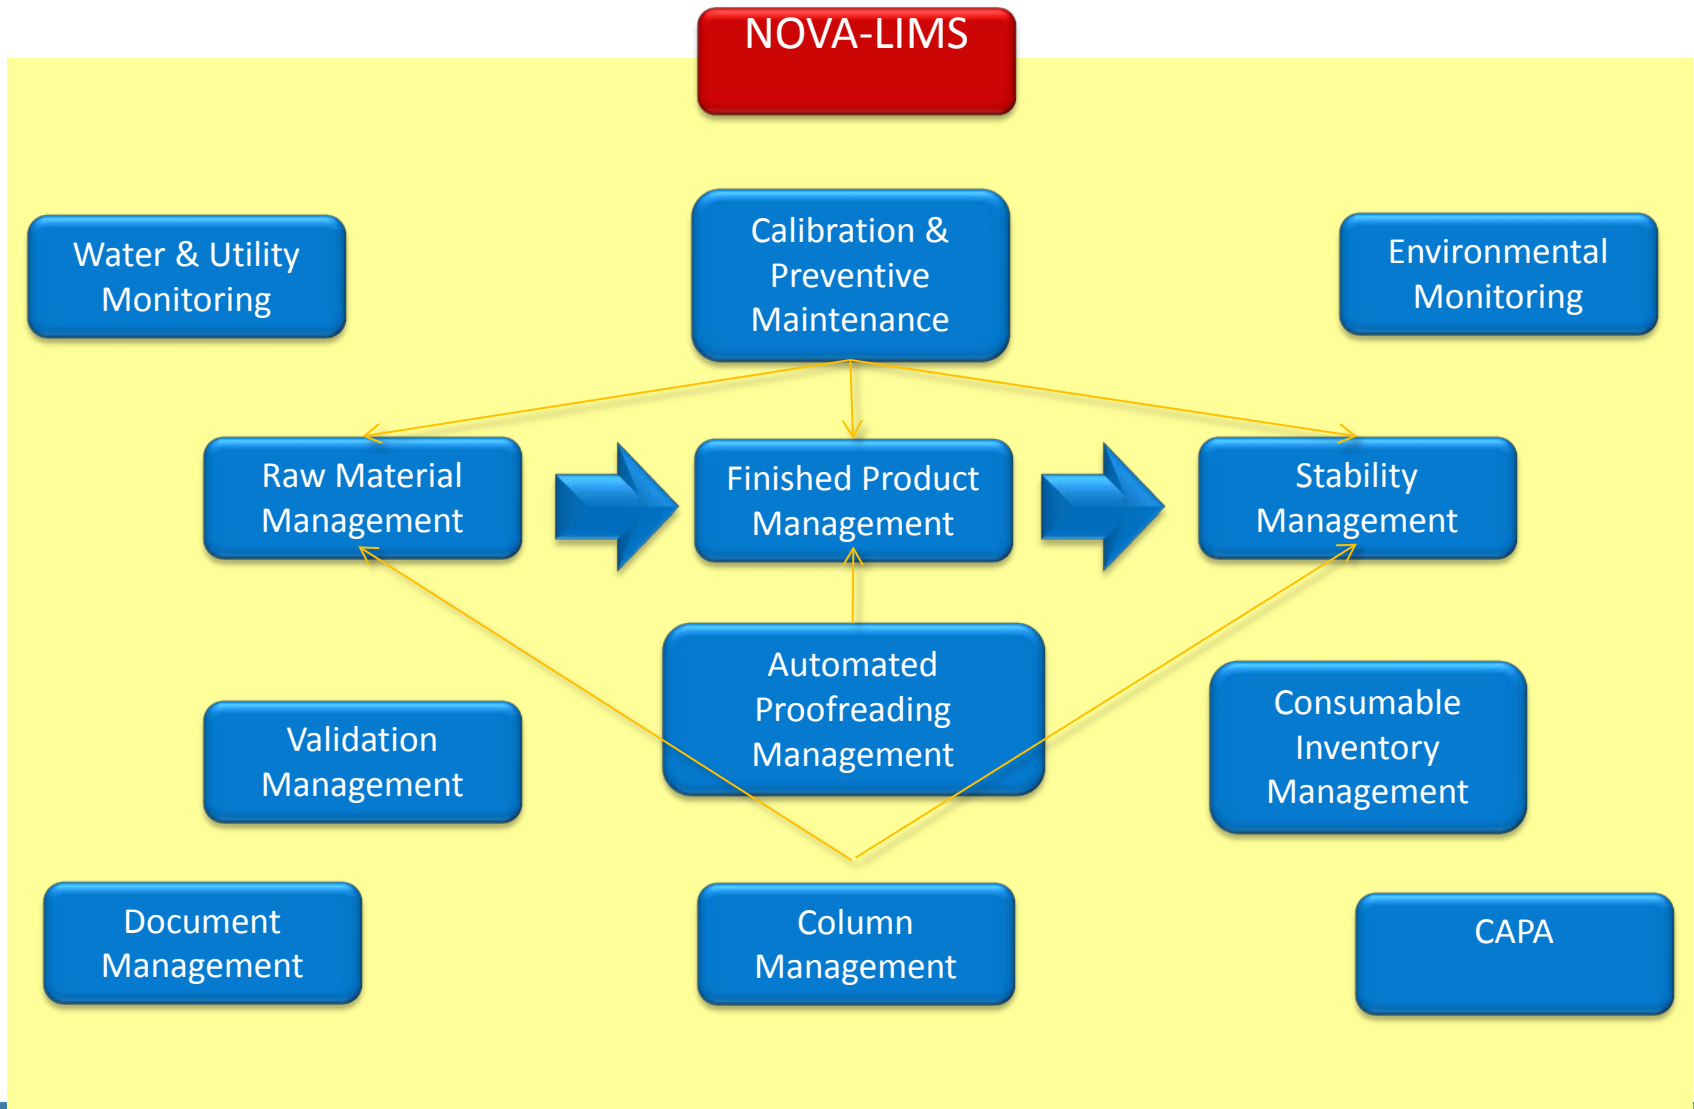 NOVA-LIMS
Water & Utility
Monitoring
Calibration &
Preventive
Maintenance
Environmental
Monitoring
Raw Material
Management
Finished Product
Management
Stability
Management
Validation
Management
Automated
Proofreading
Management
Consumable
Inventory
Management
Document
Management
Column
Management
CAPA